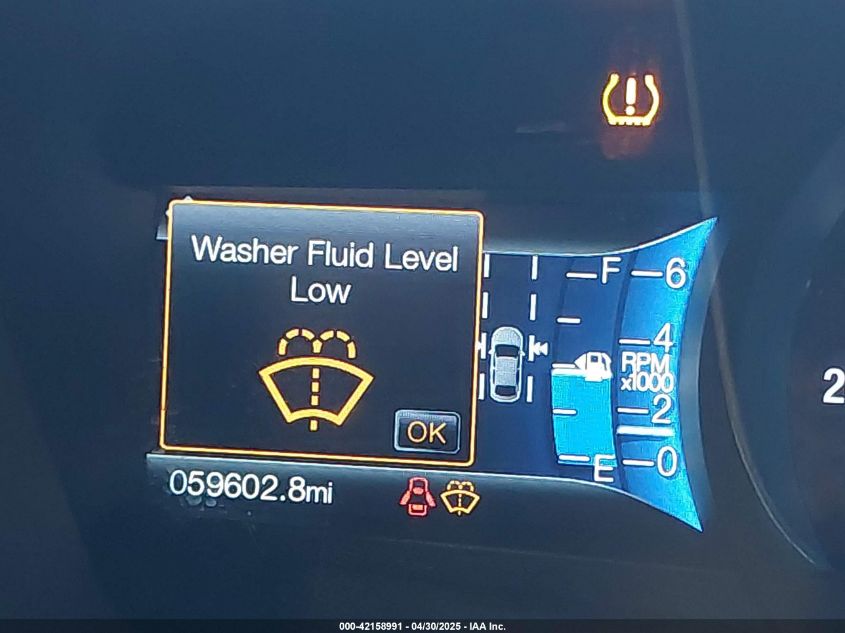 Washer Fluid Level
Low
OK
F
6
4
RPM
x1000
2
E
0
059602.8mi
2
000-42158991 - 04/30/2025 - IAA Inc.